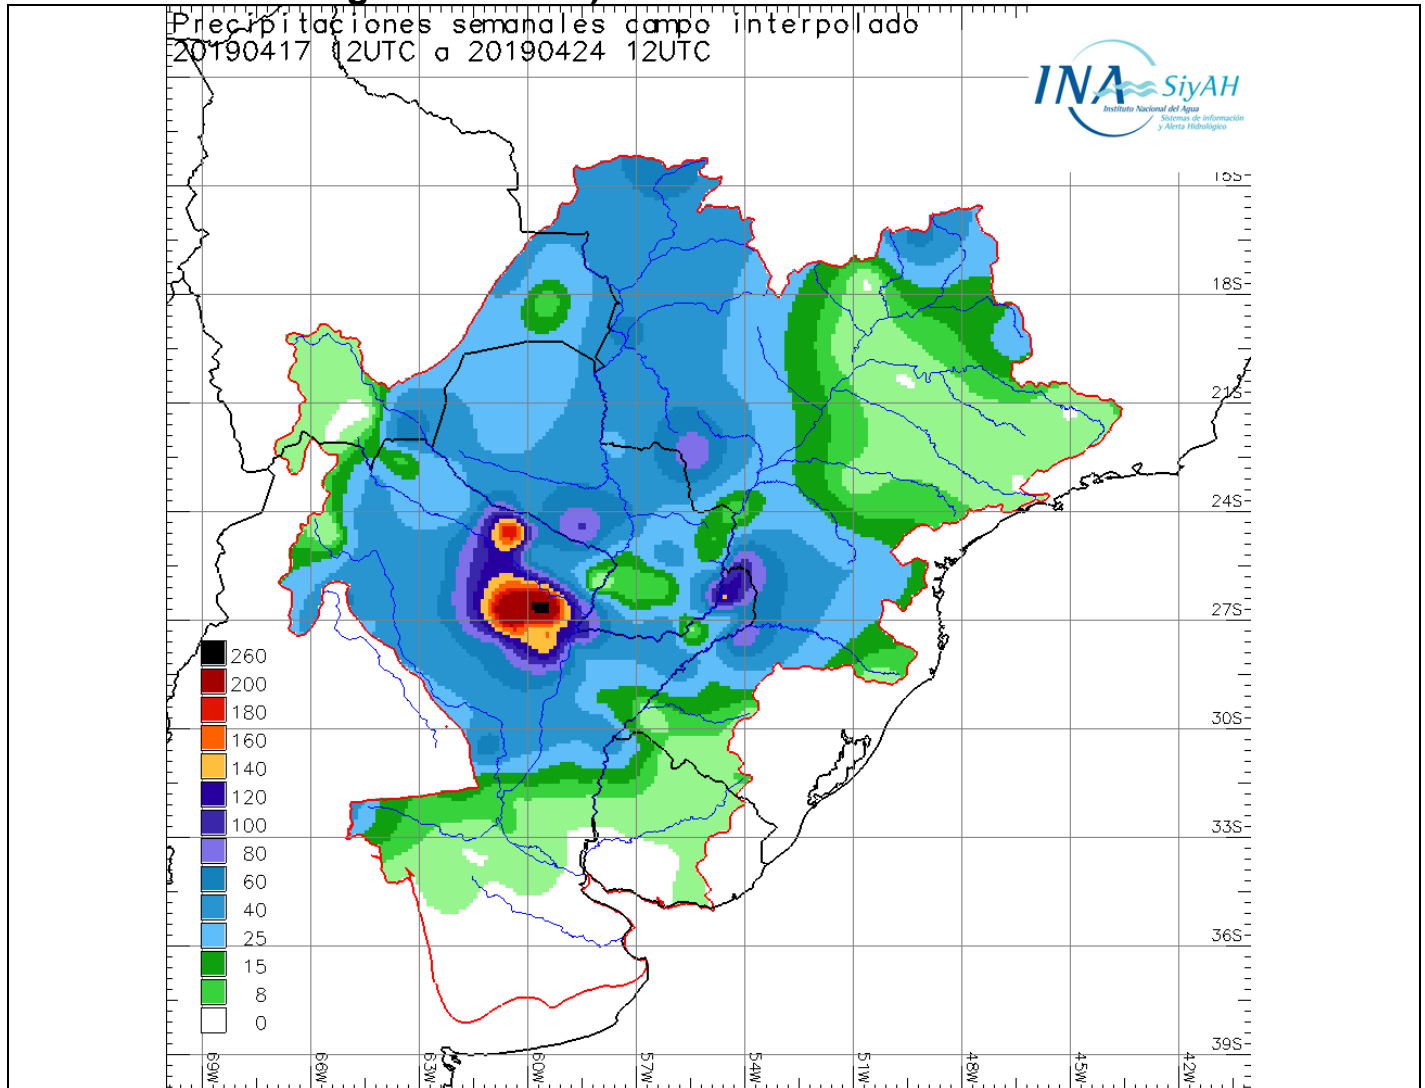 Precipitaciones semanales campo interpolado
20190417 12UTC a 20190424 12UTC
INA SiyAH
Instituto Nacional del Agua
Sistemas de información
y Alerta Hidrológico
15S
18S
21S
24S
27S
30S
33S
36S
39S
260
200
180
160
140
120
100
80
60
40
25
15
8
0
69W
66W
63W
60W
57W
54W
51W
48W
45W
42W